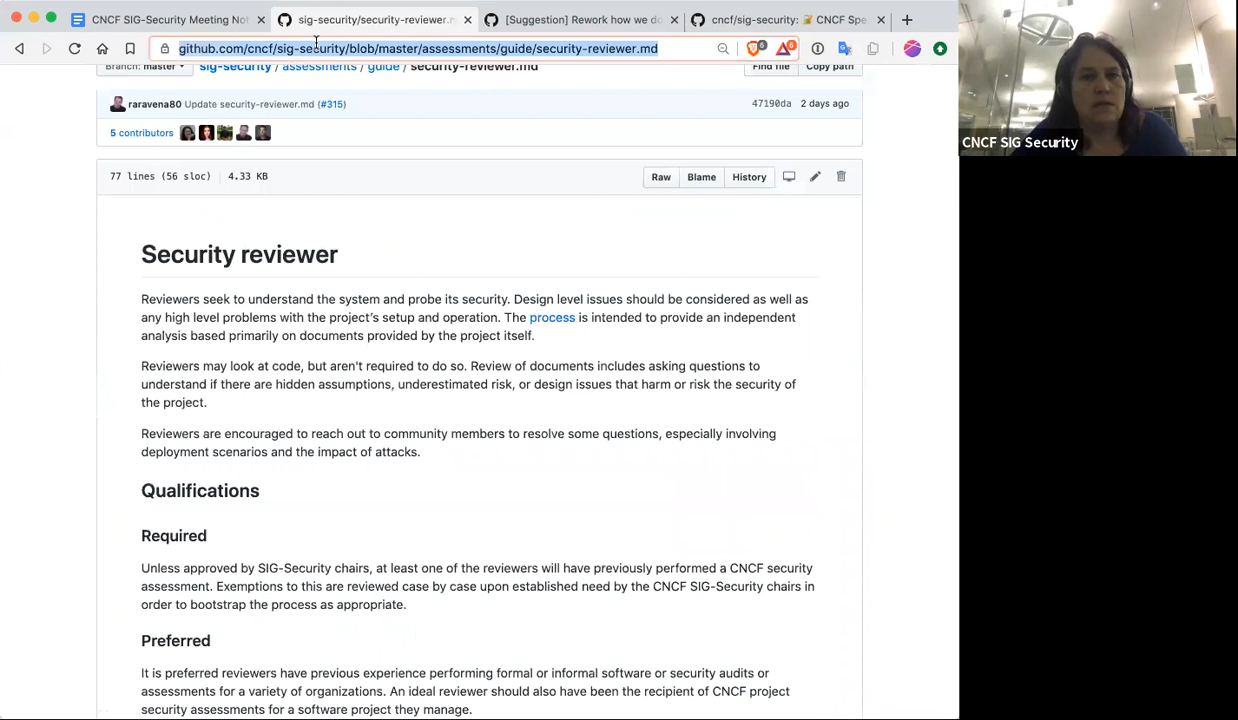 CNCF SIG-Security Meeting Not
sig-security/security-reviewer.m
[Suggestion] Rework how we do
cncf/sig-security: 🔐 CNCF Spe
github.com/cncf/sig-security/blob/master/assessments/guide/security-reviewer.md
6
6
Branch: master
sig-security / assessments / guide / security-reviewer.md
Find file
Copy path
raravena80 Update security-reviewer.md (#315)
47190da
2 days ago
5 contributors
77 lines (56 sloc)
4.33 KB
Raw
Blame
History
Security reviewer
Reviewers seek to understand the system and probe its security. Design level issues should be considered as well as
any high level problems with the project's setup and operation. The process is intended to provide an independent
analysis based primarily on documents provided by the project itself.
Reviewers may look at code, but aren't required to do so. Review of documents includes asking questions to
understand if there are hidden assumptions, underestimated risk, or design issues that harm or risk the security of
the project.
Reviewers are encouraged to reach out to community members to resolve some questions, especially involving
deployment scenarios and the impact of attacks.
Qualifications
Required
Unless approved by SIG-Security chairs, at least one of the reviewers will have previously performed a CNCF security
assessment. Exemptions to this are reviewed case by case upon established need by the CNCF SIG-Security chairs in
order to bootstrap the process as appropriate.
Preferred
It is preferred reviewers have previous experience performing formal or informal software or security audits or
assessments for a variety of organizations. An ideal reviewer should also have been the recipient of CNCF project
security assessments for a software project they manage.
CNCF SIG Security